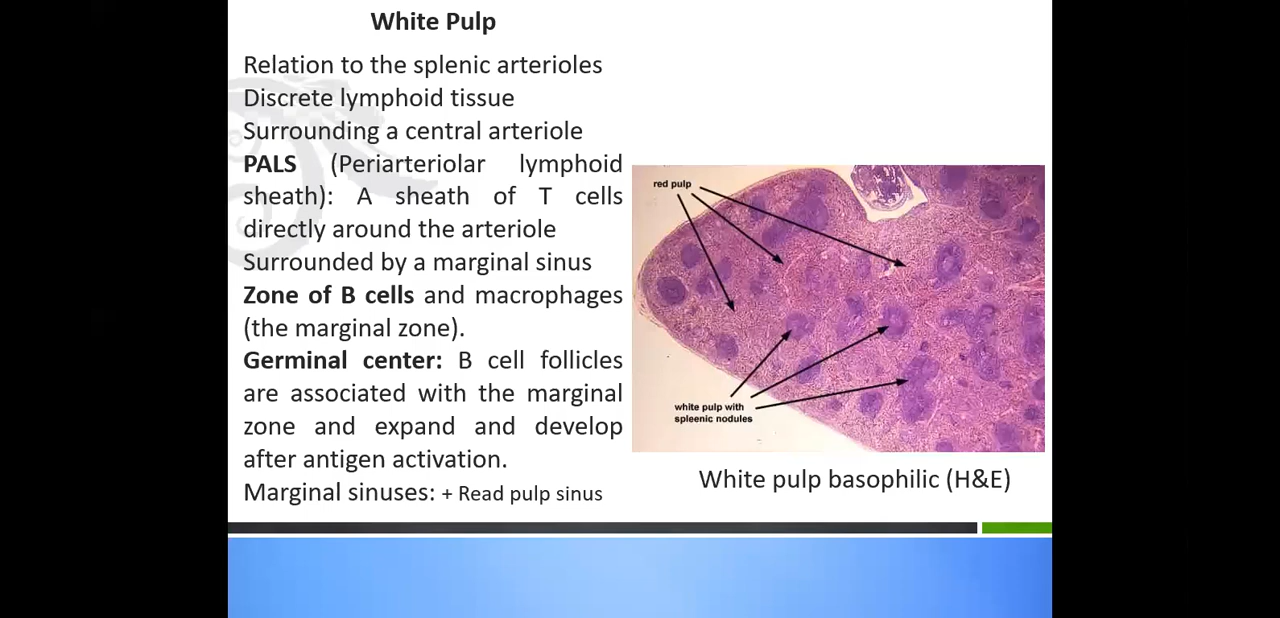 White Pulp
Relation to the splenic arterioles
Discrete lymphoid tissue
Surrounding a central arteriole
PALS (Periarteriolar lymphoid
sheath): A sheath of T cells
directly around the arteriole
Surrounded by a marginal sinus
Zone of B cells and macrophages
(the marginal zone).
Germinal center: B cell follicles
are associated with the marginal
zone and expand and develop
after antigen activation.
Marginal sinuses: + Read pulp sinus
red pulp
white pulp with
spleenic nodules
White pulp basophilic (H&E)